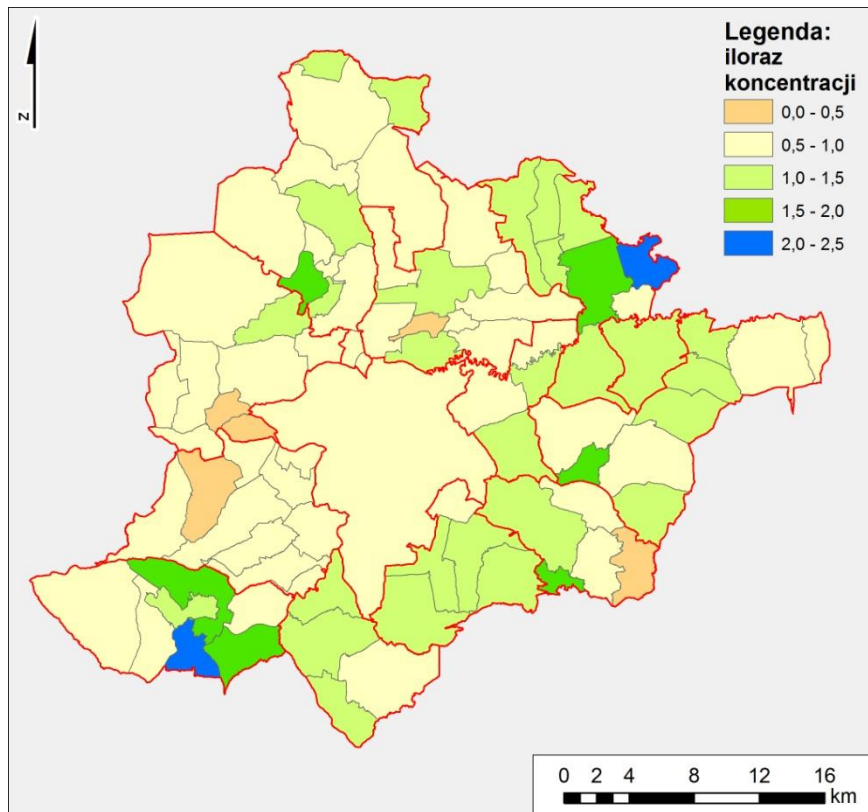 Legenda:
iloraz
koncentracji
0,0 - 0,5
0,5 - 1,0
1,0 - 1,5
1,5 - 2,0
2,0 - 2,5
N
0 2 4 8 12 16
km